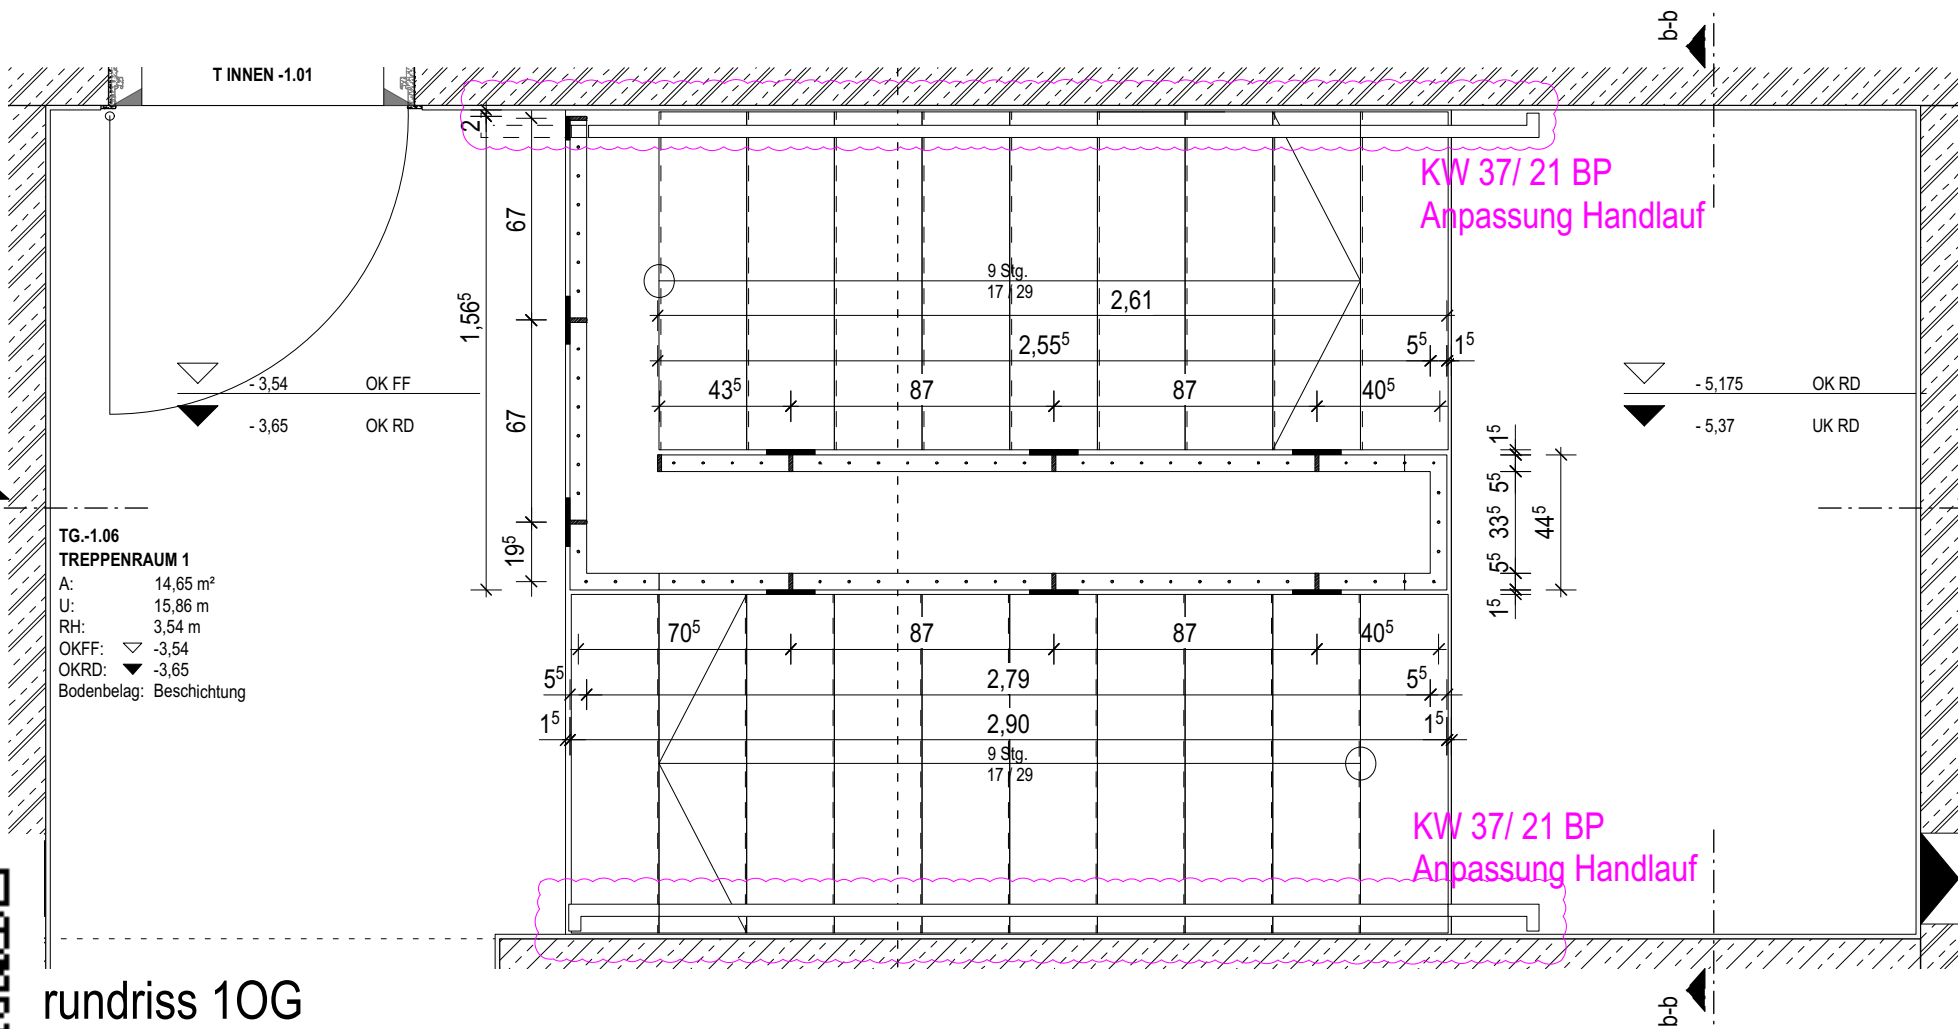 b-b
T INNEN -1.01
2
KW 37/ 21 BP
Anpassung Handlauf
67
9 Stg.
17 / 29
2,61
1,56⁵
2,55⁵
5⁵
1⁵
43⁵
87
87
40⁵
- 3,54 OK FF
- 3,65 OK RD
- 5,175 OK RD
- 5,37 UK RD
67
1⁵
5⁵
33⁵
5⁵
1⁵
44⁵
19⁵
TG.-1.06
TREPPENRAUM 1
A: 14,65 m²
U: 15,86 m
RH: 3,54 m
OKFF: -3,54
OKRD: -3,65
Bodenbelag: Beschichtung
70⁵
87
87
40⁵
5⁵
2,79
5⁵
1⁵
2,90
1⁵
9 Stg.
17 / 29
KW 37/ 21 BP
Anpassung Handlauf
rundriss 1OG
b-b